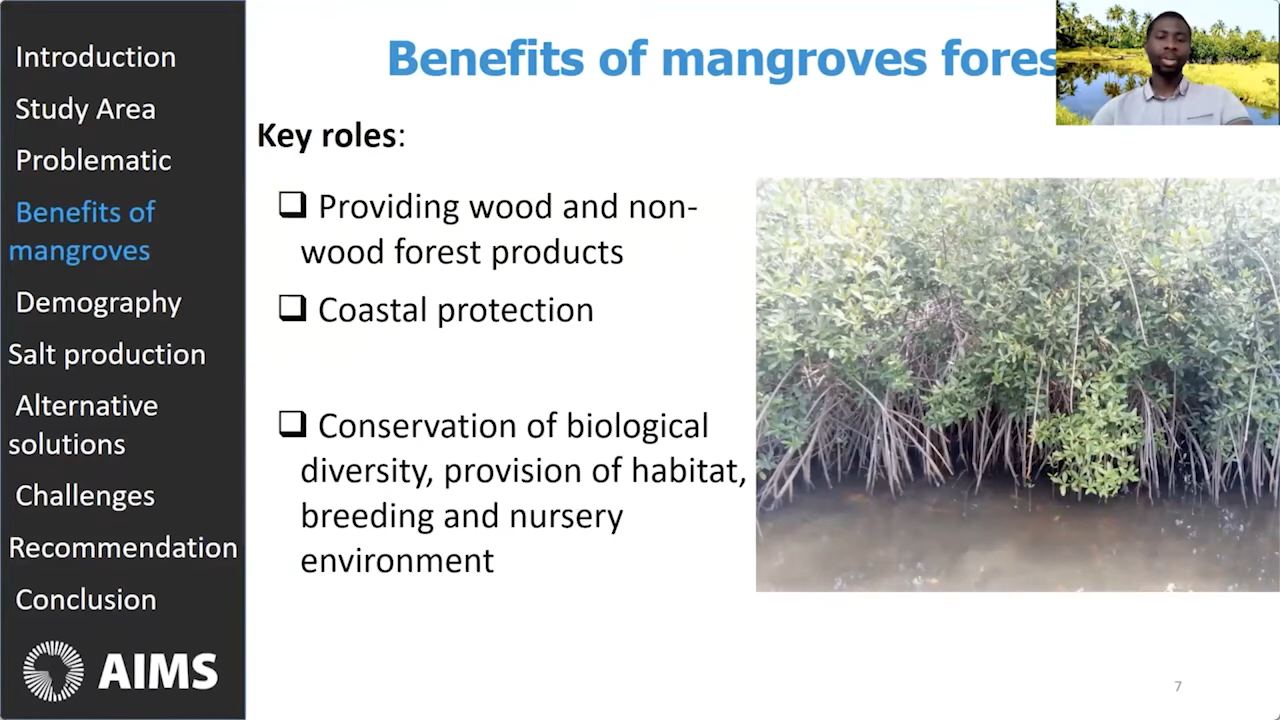 Introduction
Study Area
Problematic
Benefits of
mangroves
Demography
Salt production
Alternative
solutions
Challenges
Recommendation
Conclusion
AIMS
Benefits of mangroves fores
Key roles:
Providing wood and non-
wood forest products
Coastal protection
Conservation of biological
diversity, provision of habitat,
breeding and nursery
environment
7